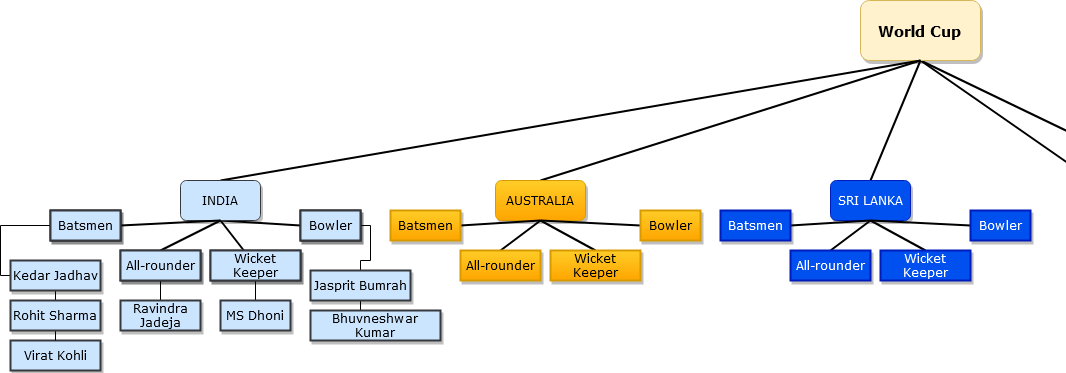 World Cup
INDIA
AUSTRALIA
SRI LANKA
Batsmen
Bowler
Batsmen
Bowler
Batsmen
Bowler
All-rounder
Wicket
Keeper
All-rounder
Wicket
Keeper
All-rounder
Wicket
Keeper
Kedar Jadhav
Jasprit Bumrah
Rohit Sharma
Ravindra
Jadeja
MS Dhoni
Bhuvneshwar
Kumar
Virat Kohli